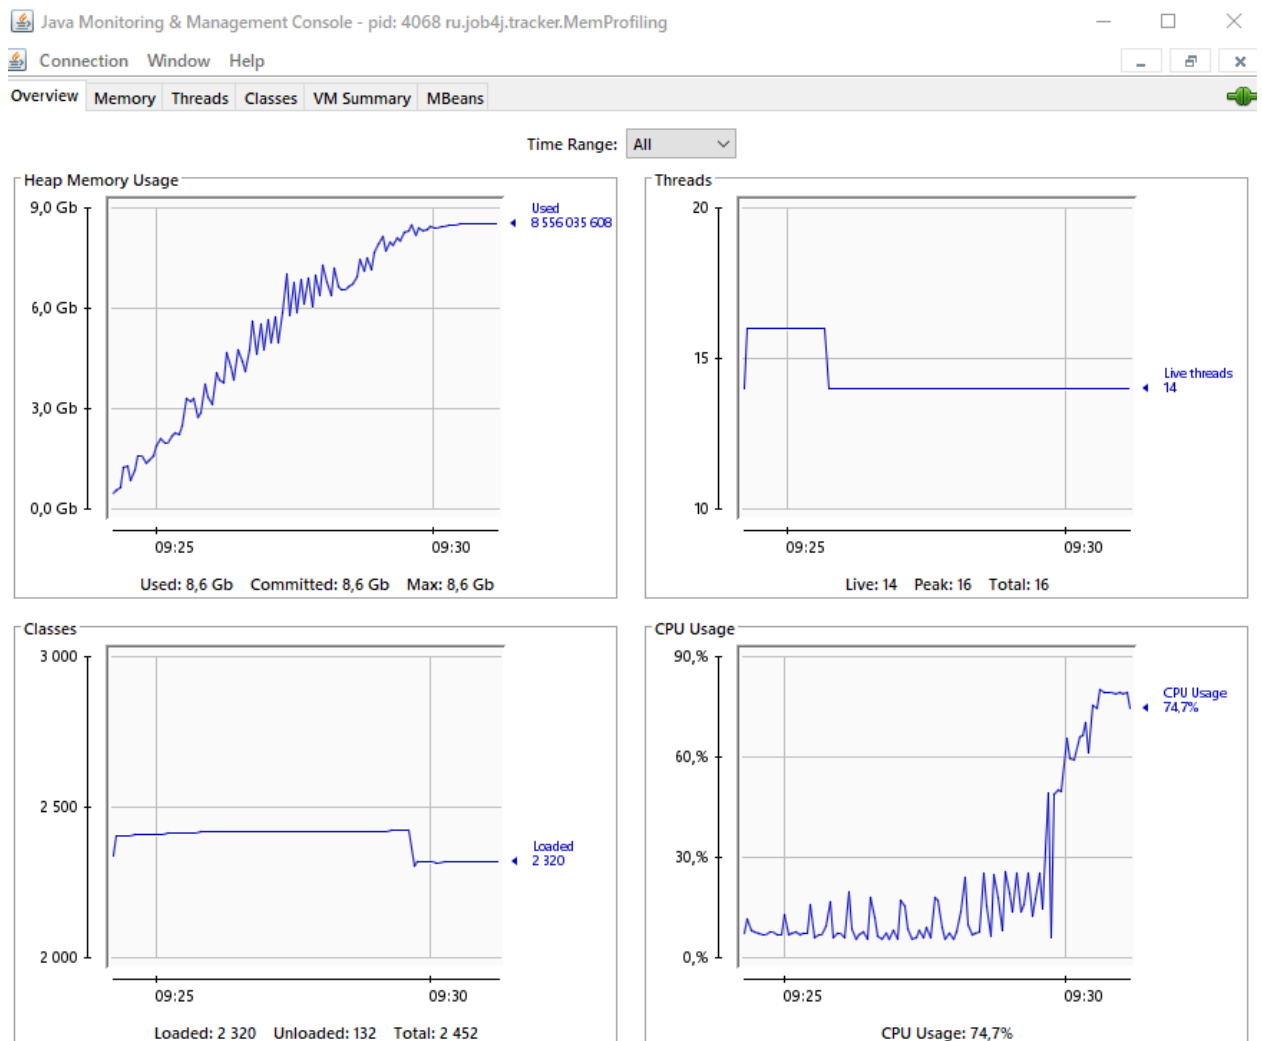 Java Monitoring & Management Console - pid: 4068 ru.job4j.tracker.MemProfiling
Connection Window Help
Overview Memory Threads Classes VM Summary MBeans
Time Range: All
Heap Memory Usage
9,0 Gb
6,0 Gb
3,0 Gb
0,0 Gb
Used
8 556 035 608
09:25 09:30
Used: 8,6 Gb Committed: 8,6 Gb Max: 8,6 Gb
Threads
20
15
10
Live threads
14
09:25 09:30
Live: 14 Peak: 16 Total: 16
Classes
3 000
2 500
2 000
Loaded
2 320
09:25 09:30
Loaded: 2 320 Unloaded: 132 Total: 2 452
CPU Usage
90,%
60,%
30,%
0,%
CPU Usage
74,7%
09:25 09:30
CPU Usage: 74,7%